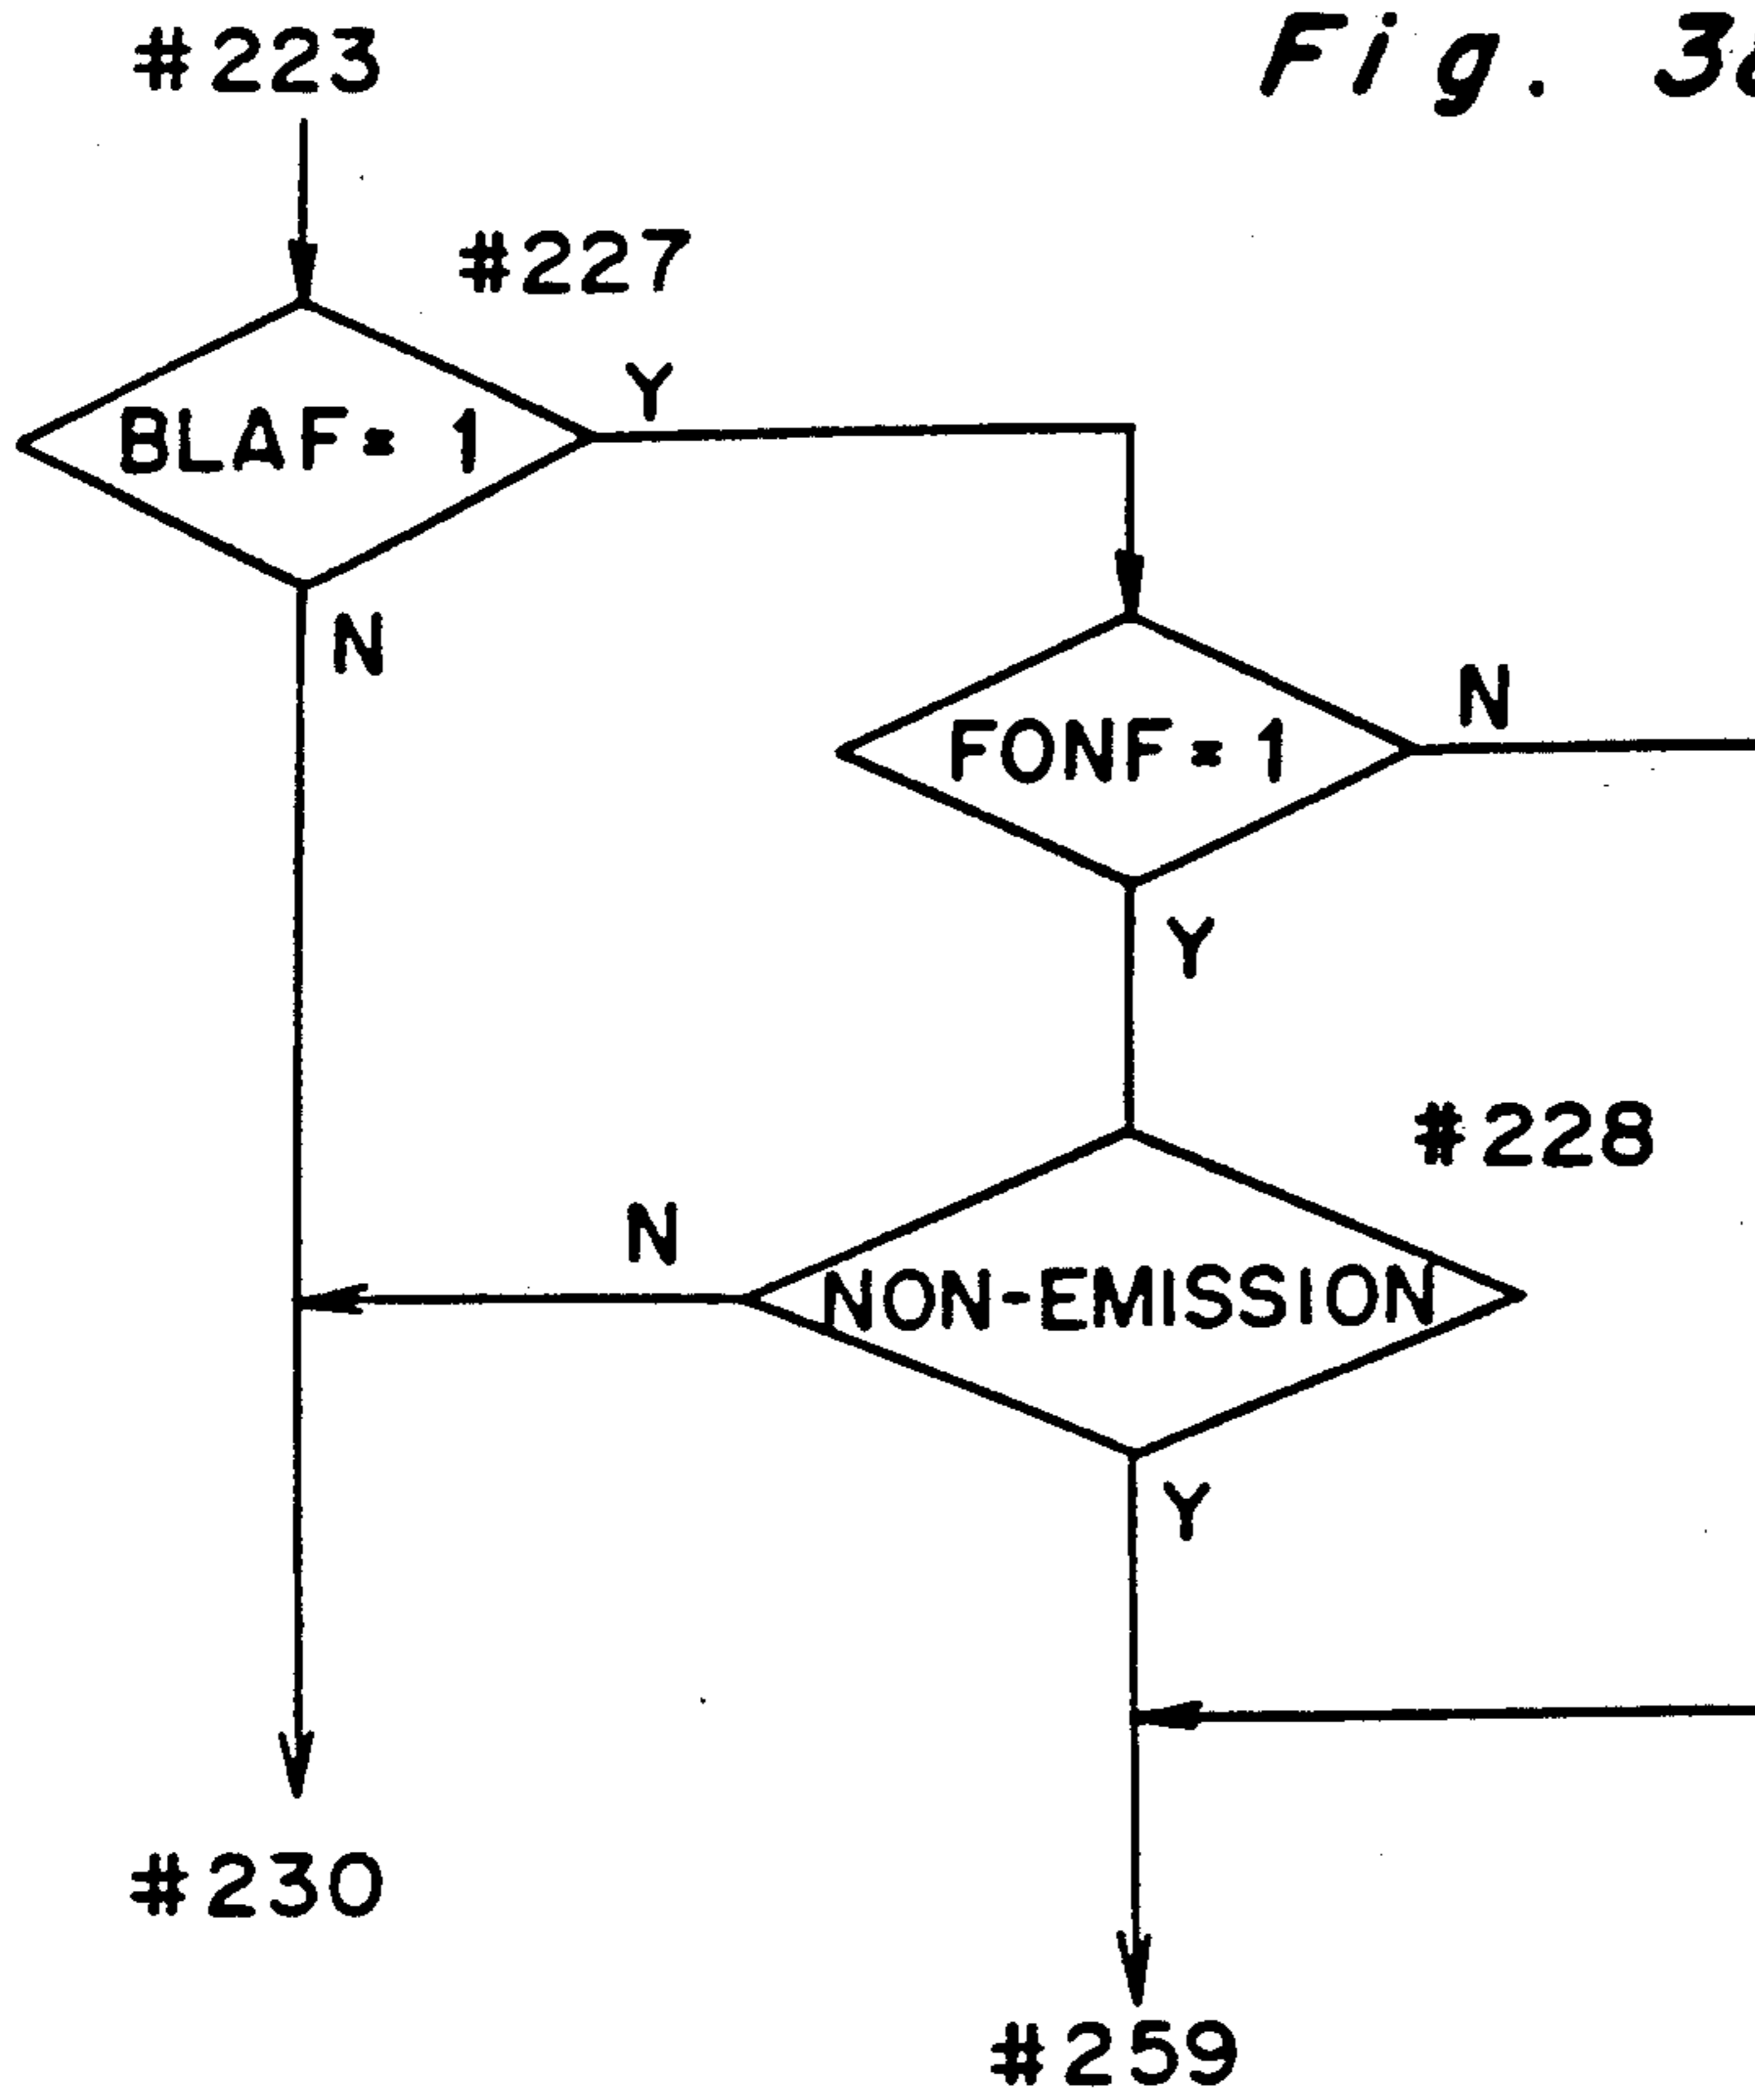 #223
Fig. 3
#227
Y
BLAF= 1
N
N
FONF= 1
Y
#228
N
NON-EMISSION
Y
#230
#259